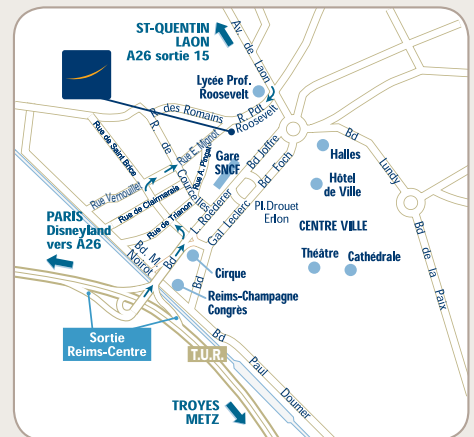 ST-QUENTIN
LAON
A26 sortie 15
Av. de Laon
Lycée Prof.
Roosevelt
R. des Romains
R. Pdt
Roosevelt
Rue de Saint Brice
R. de Courcelles
Rue E. Mignot
Rue A. Pingat
Gare
SNCF
Bd Joffre
Bd Foch
Bd Lundy
Halles
Hôtel
de Ville
Rue Vernouillet
Rue de Clairmarais
Rue de Trianon
Bd L. Roederer
Bd Gal Leclerc
Pl.Drouet
Erlon
PARIS
Disneyland
vers A26
Bd. M.
Noirot
CENTRE VILLE
Bd de la Paix
Théâtre
Cathédrale
Cirque
Reims-Champagne
Congrès
Sortie
Reims-Centre
T.U.R.
Bd Paul Doumer
TROYES
METZ